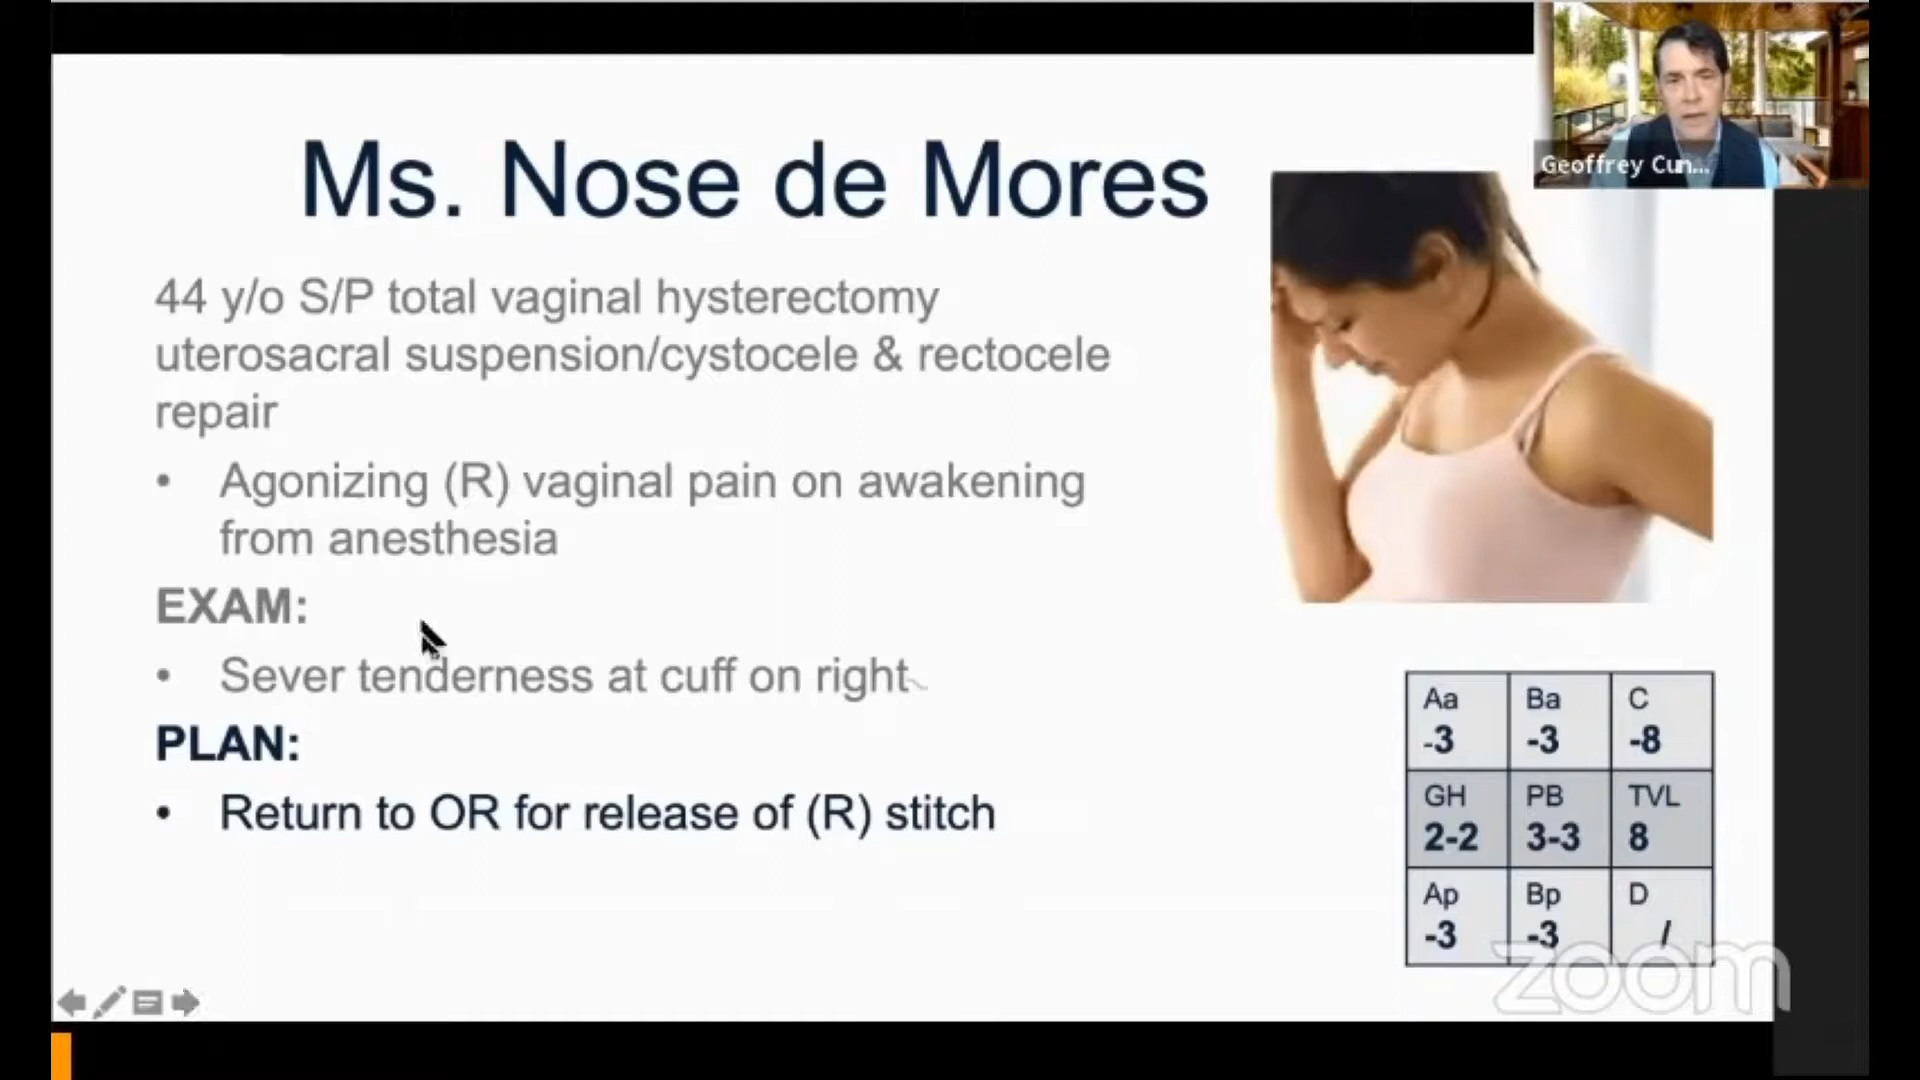 Geoffrey Cun...
Ms. Nose de Mores
44 y/o S/P total vaginal hysterectomy
uterosacral suspension/cystocele & rectocele
repair
• Agonizing (R) vaginal pain on awakening
from anesthesia
EXAM:
• Sever tenderness at cuff on right
PLAN:
• Return to OR for release of (R) stitch
Aa Ba C
-3 -3 -8
GH PB TVL
2-2 3-3 8
Ap Bp D
-3 -3 /
zoom